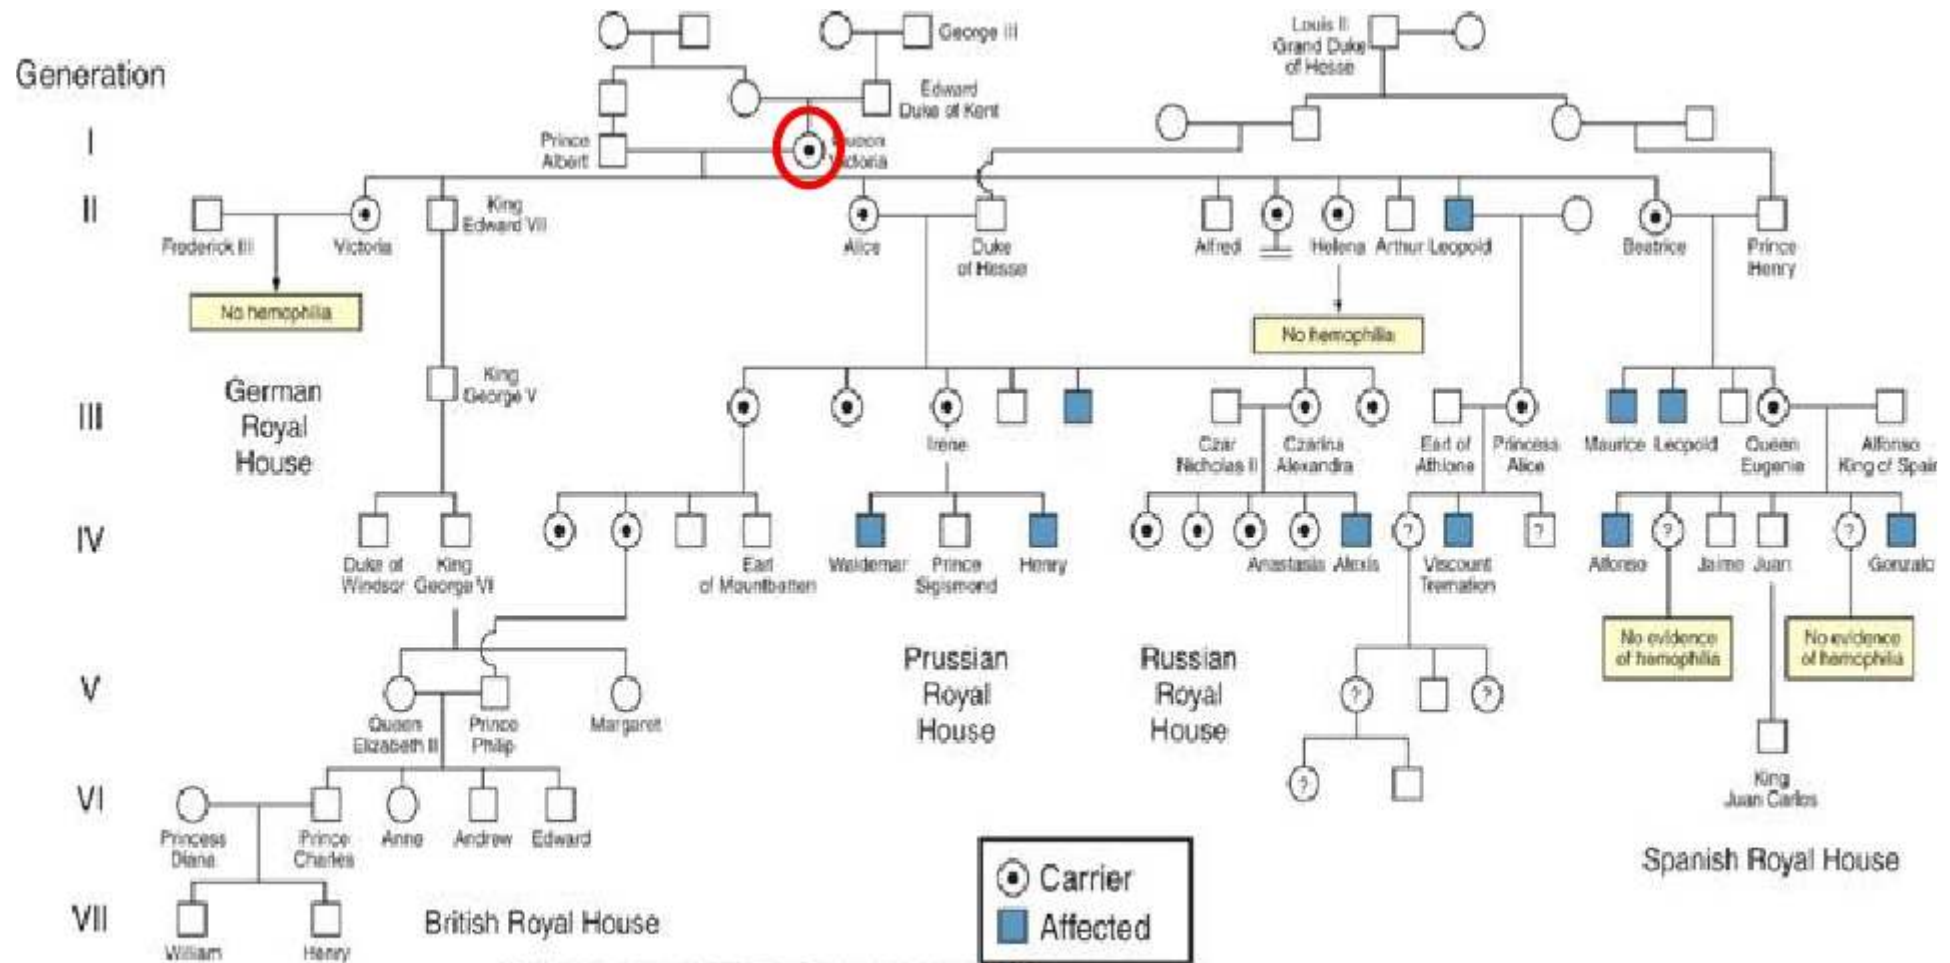 George III
Louis II
Grand Duke
of Hesse
Generation
Edward
Duke of Kent
I
Prince
Albert
Queen
Victoria
II
King
Edward VII
Frederick III
Victoria
Alice
Duke
of Hesse
Alfred
Helena
Arthur
Leopold
Beatrice
Prince
Henry
No hemophilia
No hemophilia
German
Royal
House
King
George V
III
Irene
Czar
Nicholas II
Czarina
Alexandra
Earl of
Athlone
Princess
Alice
Maurice
Leopold
Queen
Eugenie
Alfonso
King of Spain
IV
?
?
?
?
Duke of
Windsor
King
George VI
Earl
of Mountbatten
Waldemar
Prince
Sigismond
Henry
Anastasia
Alexis
Viscount
Tremation
Alfonso
Jaime
Juan
Gonzalo
No evidence
of hemophilia
No evidence
of hemophilia
Prussian
Royal
House
Russian
Royal
House
V
?
?
Queen
Elizabeth II
Prince
Philip
Margaret
VI
?
King
Juan Carlos
Princess
Diana
Prince
Charles
Anne
Andrew
Edward
Spanish Royal House
Carrier
Affected
VII
British Royal House
William
Henry